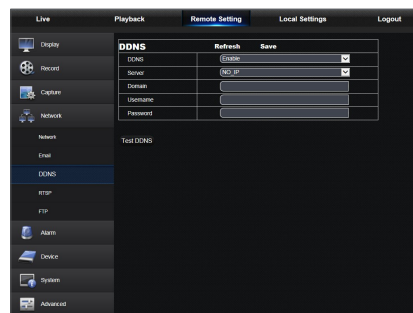 Live Playback Remote Setting Local Settings Logout
Display
Record
Capture
Network
Network
Email
DDNS
RTSP
FTP
Alarm
Device
System
Advanced
DDNS Refresh Save
DDNS Enable
Server NO_IP
Domain
Username
Password
Test DDNS